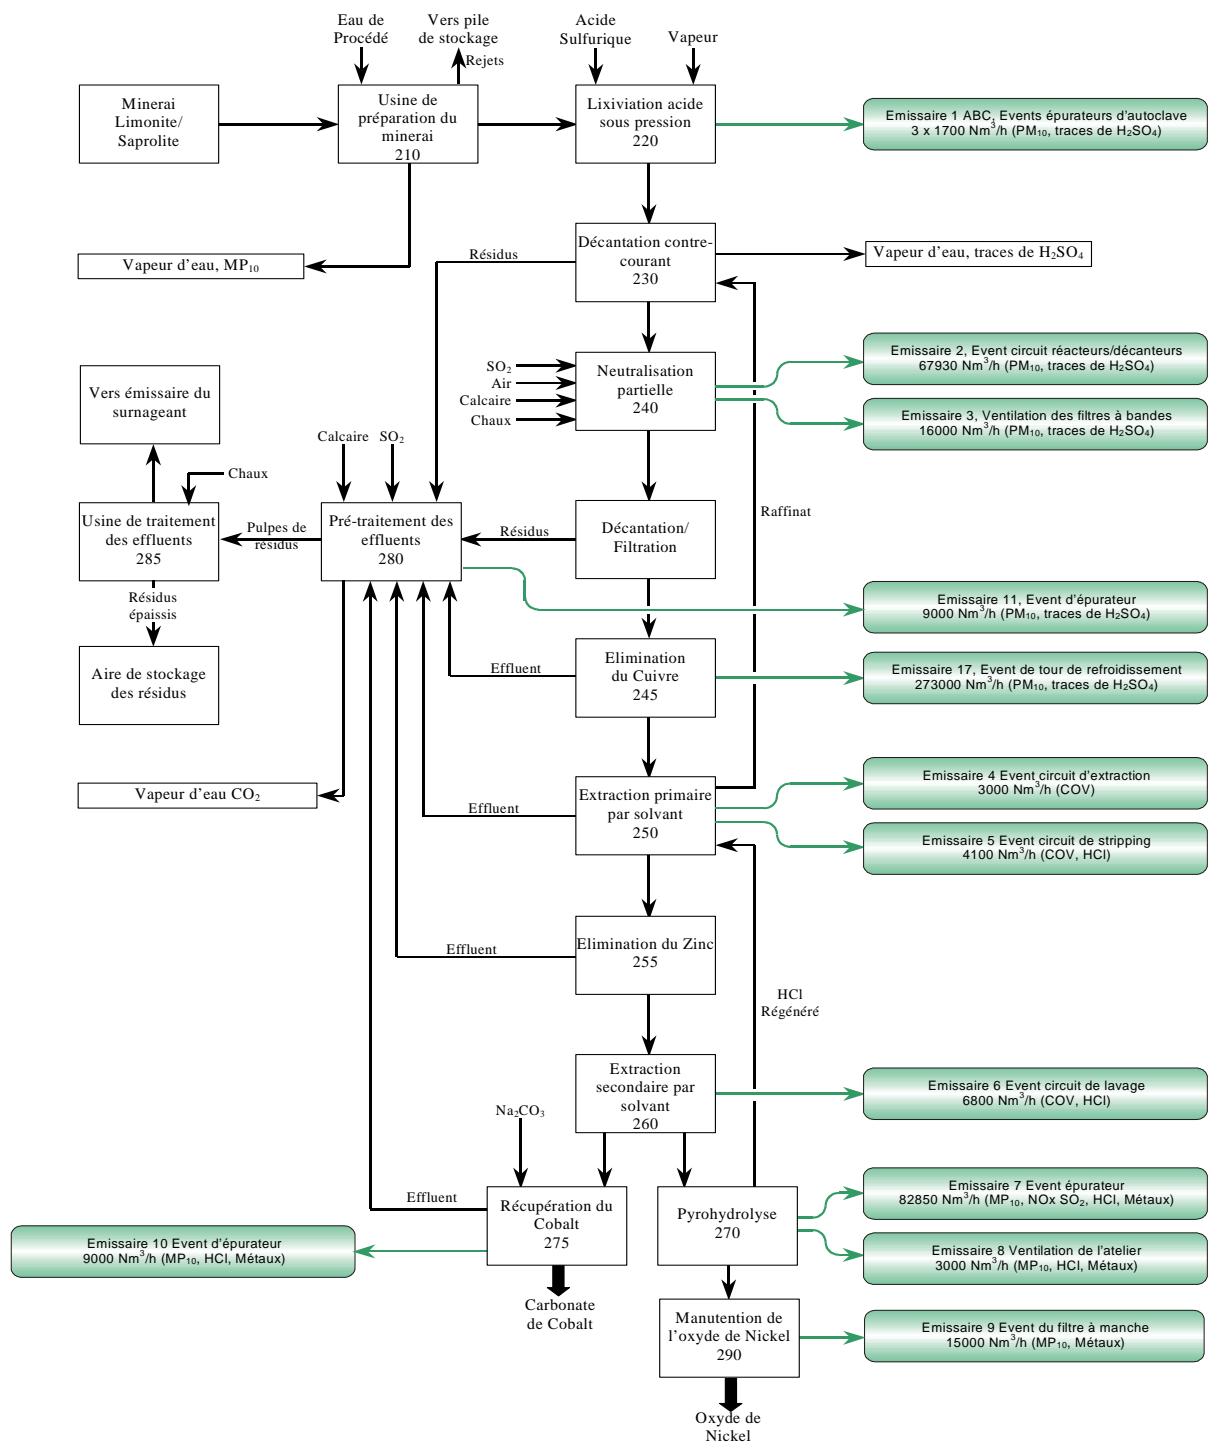 Eau de
Procédé
Vers pile
de stockage
Rejets
Acide
Sulfurique
Vapeur
Minerai
Limonite/
Saprolite
Usine de
préparation du
minerai
210
Lixiviation acide
sous pression
220
Emissaire 1 ABC, Events épurateurs d'autoclave
3 x 1700 Nm³/h (PM₁₀, traces de H₂SO₄)
Vapeur d'eau, MP₁₀
Résidus
Décantation contre-
courant
230
Vapeur d'eau, traces de H₂SO₄
SO₂
Air
Calcaire
Chaux
Neutralisation
partielle
240
Emissaire 2, Event circuit réacteurs/décanteurs
67930 Nm³/h (PM₁₀, traces de H₂SO₄)
Emissaire 3, Ventilation des filtres à bandes
16000 Nm³/h (PM₁₀, traces de H₂SO₄)
Vers émissaire du
surnageant
Chaux
Calcaire
SO₂
Usine de traitement
des effluents
285
Pulpes de
résidus
Pré-traitement des
effluents
280
Résidus
Décantation/
Filtration
Raffinat
Résidus
épaissis
Emissaire 11, Event d'épurateur
9000 Nm³/h (PM₁₀, traces de H₂SO₄)
Aire de stockage
des résidus
Effluent
Elimination
du Cuivre
245
Emissaire 17, Event de tour de refroidissement
273000 Nm³/h (PM₁₀, traces de H₂SO₄)
Vapeur d'eau CO₂
Effluent
Extraction primaire
par solvant
250
Emissaire 4 Event circuit d'extraction
3000 Nm³/h (COV)
Emissaire 5 Event circuit de stripping
4100 Nm³/h (COV, HCl)
Effluent
Elimination du Zinc
255
HCl
Régénéré
Extraction
secondaire par
solvant
260
Emissaire 6 Event circuit de lavage
6800 Nm³/h (COV, HCl)
Na₂CO₃
Effluent
Récupération du
Cobalt
275
Pyrohydrolyse
270
Emissaire 7 Event épurateur
82850 Nm³/h (MP₁₀, NOx SO₂, HCl, Métaux)
Emissaire 8 Ventilation de l'atelier
3000 Nm³/h (MP₁₀, HCl, Métaux)
Emissaire 10 Event d'épurateur
9000 Nm³/h (MP₁₀, HCl, Métaux)
Carbonate
de Cobalt
Manutention de
l'oxyde de Nickel
290
Emissaire 9 Event du filtre à manche
15000 Nm³/h (MP₁₀, Métaux)
Oxyde de
Nickel